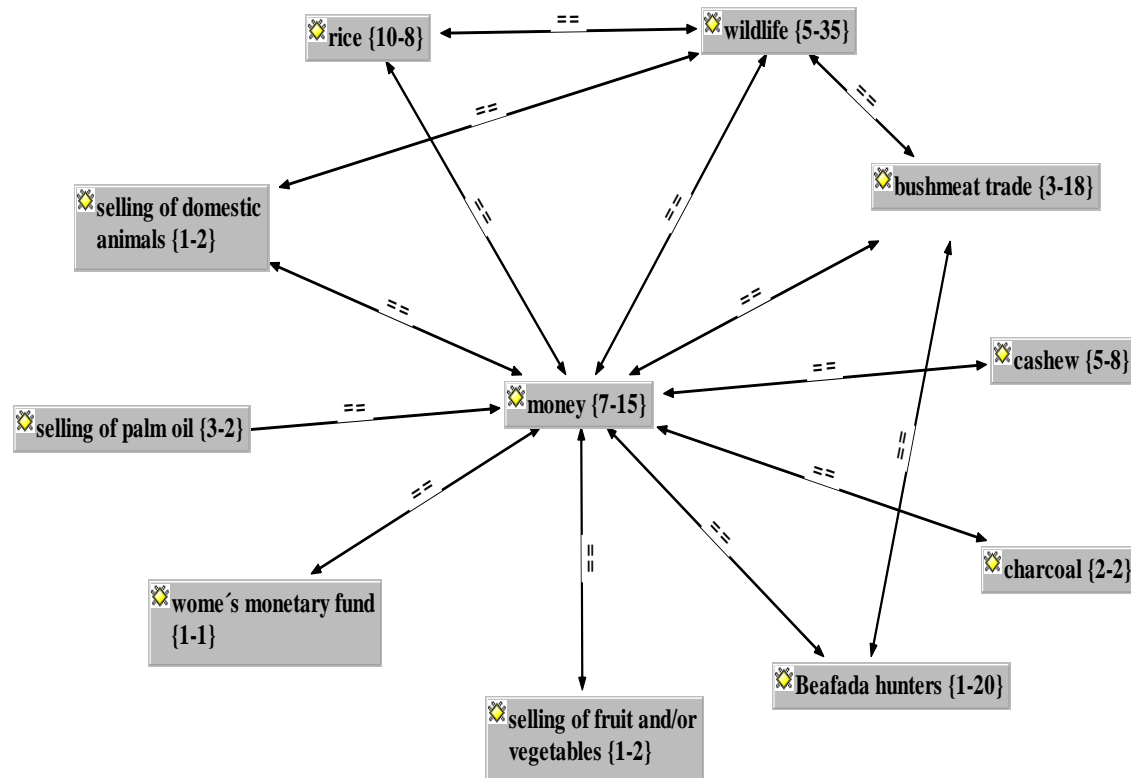 rice {10-8}
==
wildlife {5-35}
==
==
bushmeat trade {3-18}
selling of domestic
animals {1-2}
==
==
==
==
cashew {5-8}
==
money {7-15}
selling of palm oil {3-2}
==
==
==
==
==
==
charcoal {2-2}
wome´s monetary fund
{1-1}
Beafada hunters {1-20}
selling of fruit and/or
vegetables {1-2}